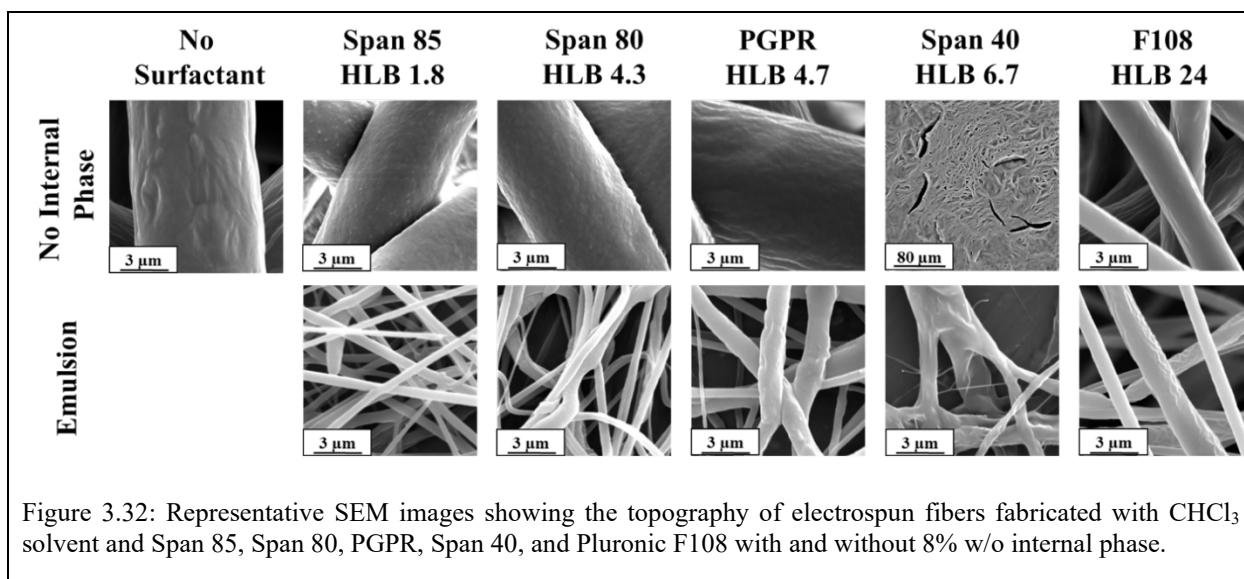 No Surfactant
Span 85 HLB 1.8
Span 80 HLB 4.3
PGPR HLB 4.7
Span 40 HLB 6.7
F108 HLB 24
No Internal Phase
3 μm
3 μm
3 μm
3 μm
80 μm
3 μm
Emulsion
3 μm
3 μm
3 μm
3 μm
3 μm
Figure 3.32: Representative SEM images showing the topography of electrospun fibers fabricated with CHCl₃
solvent and Span 85, Span 80, PGPR, Span 40, and Pluronic F108 with and without 8% w/o internal phase.